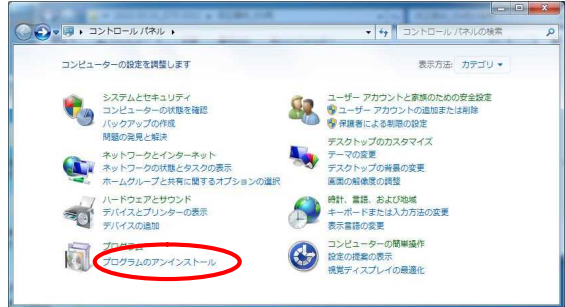 コントロール パネル
コントロール パネルの検索
コンピューターの設定を調整します
表示方法: カテゴリ
システムとセキュリティ
コンピューターの状態を確認
バックアップの作成
問題の発見と解決
ネットワークとインターネット
ネットワークの状態とタスクの表示
ホームグループと共有に関するオプションの選択
ハードウェアとサウンド
デバイスとプリンターの表示
デバイスの追加
プログラム
プログラムのアンインストール
ユーザー アカウントと家族のための安全設定
ユーザー アカウントの追加または削除
保護者による制限の設定
デスクトップのカスタマイズ
テーマの変更
デスクトップの背景の変更
画面の解像度の調整
時計、言語、および地域
キーボードまたは入力方法の変更
表示言語の変更
コンピューターの簡単操作
設定の提案の表示
視覚ディスプレイの最適化